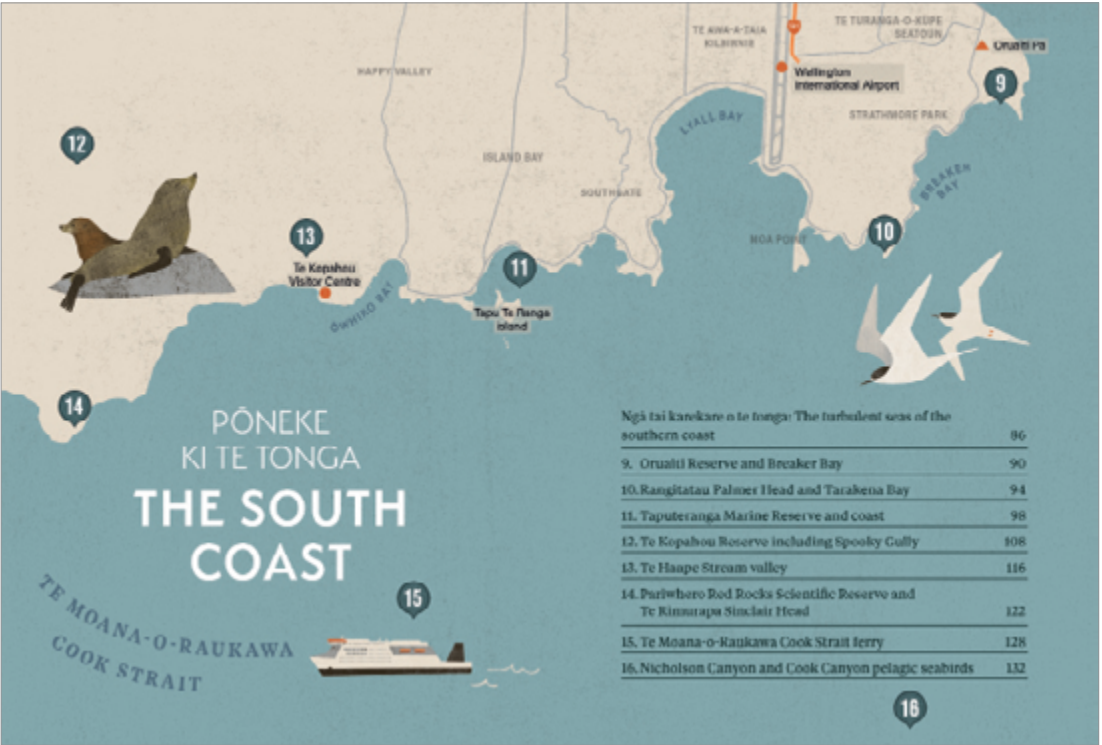 TE AWA-A-TAIA
KILBIRNIE
TE TURANGA-O-KUPE
SEATOUN
Oruaiti Pā
HAPPY VALLEY
Wellington
International Airport
9
STRATHMORE PARK
LYALL BAY
12
ISLAND BAY
SOUTHGATE
BREAKER
BAY
MOA POINT
10
13
Te Kopahou
Visitor Centre
11
ŌWHIRO BAY
Tapu Te Ranga
Island
14
PŌNEKE
KI TE TONGA
THE SOUTH
COAST
Ngā tai karekare o te tonga: The turbulent seas of the
southern coast 86
9. Oruaiti Reserve and Breaker Bay 90
10. Rangitatau Palmer Head and Tarakena Bay 94
11. Taputeranga Marine Reserve and coast 98
12. Te Kopahou Reserve including Spooky Gully 108
13. Te Haape Stream valley 116
14. Pariwhero Red Rocks Scientific Reserve and
Te Rimurapa Sinclair Head 122
15. Te Moana-o-Raukawa Cook Strait ferry 128
16. Nicholson Canyon and Cook Canyon pelagic seabirds 132
15
TE MOANA-O-RAUKAWA
COOK STRAIT
16